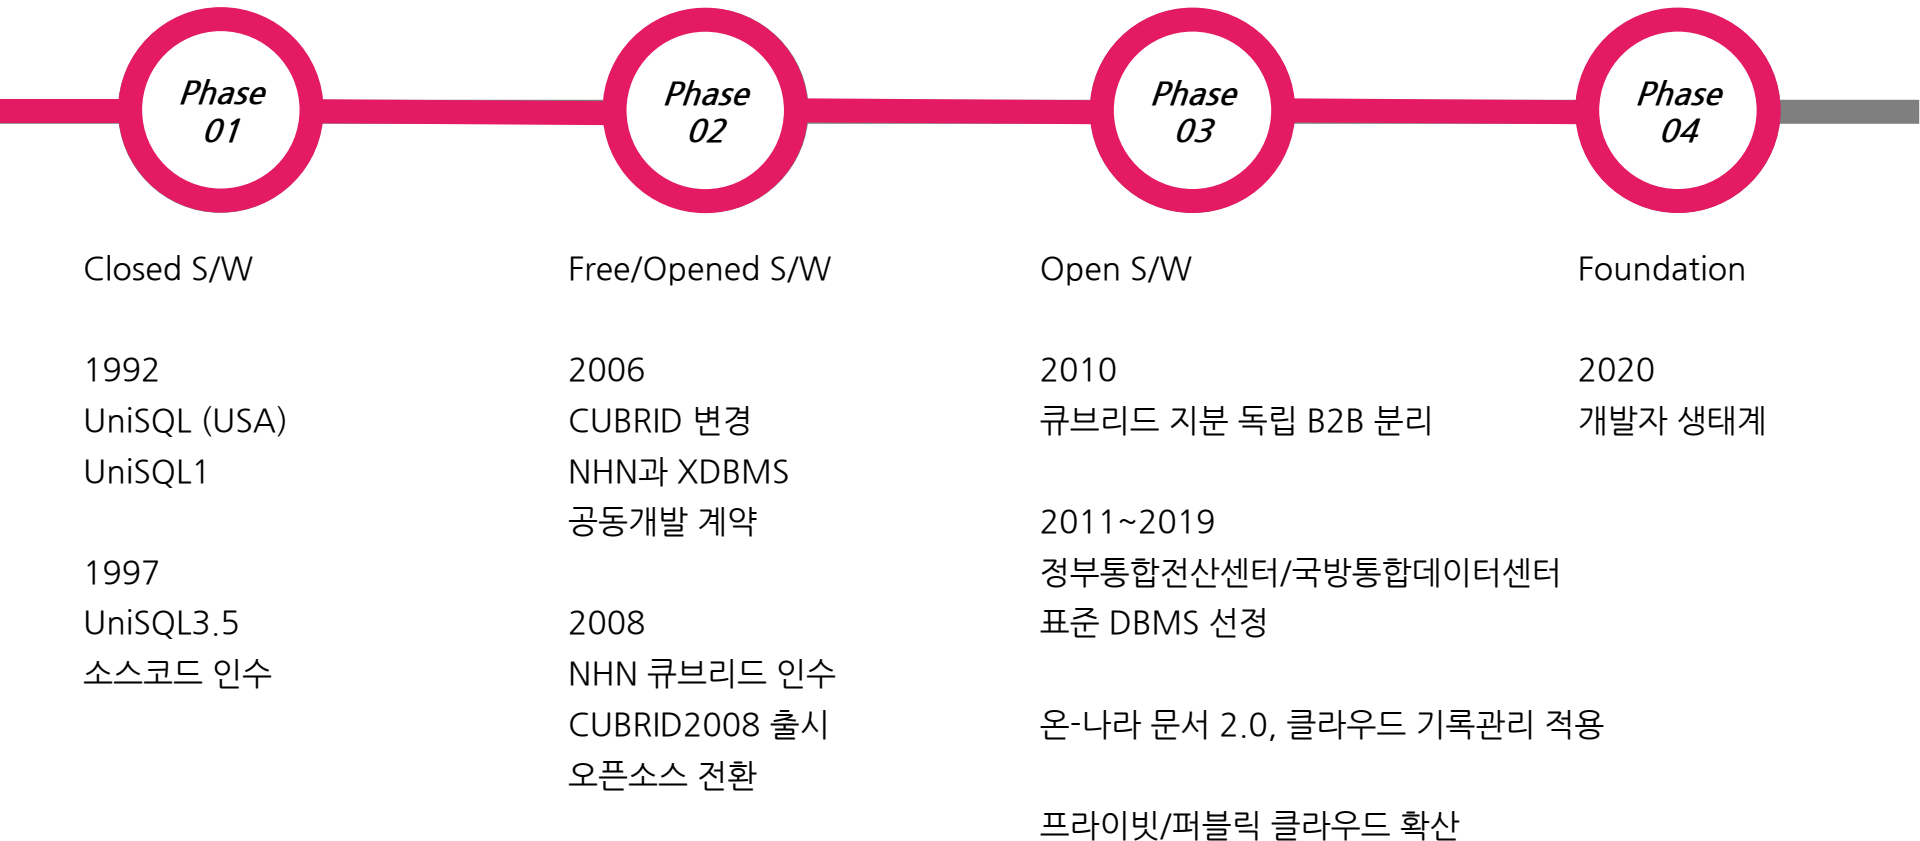 Phase
01
Phase
02
Phase
03
Phase
04
Closed S/W
1992
UniSQL (USA)
UniSQL1
1997
UniSQL3.5
소스코드 인수
Free/Opened S/W
2006
CUBRID 변경
NHN과 XDBMS
공동개발 계약
2008
NHN 큐브리드 인수
CUBRID2008 출시
오픈소스 전환
Open S/W
2010
큐브리드 지분 독립 B2B 분리
2011~2019
정부통합전산센터/국방통합데이터센터
표준 DBMS 선정
온-나라 문서 2.0, 클라우드 기록관리 적용
프라이빗/퍼블릭 클라우드 확산
Foundation
2020
개발자 생태계